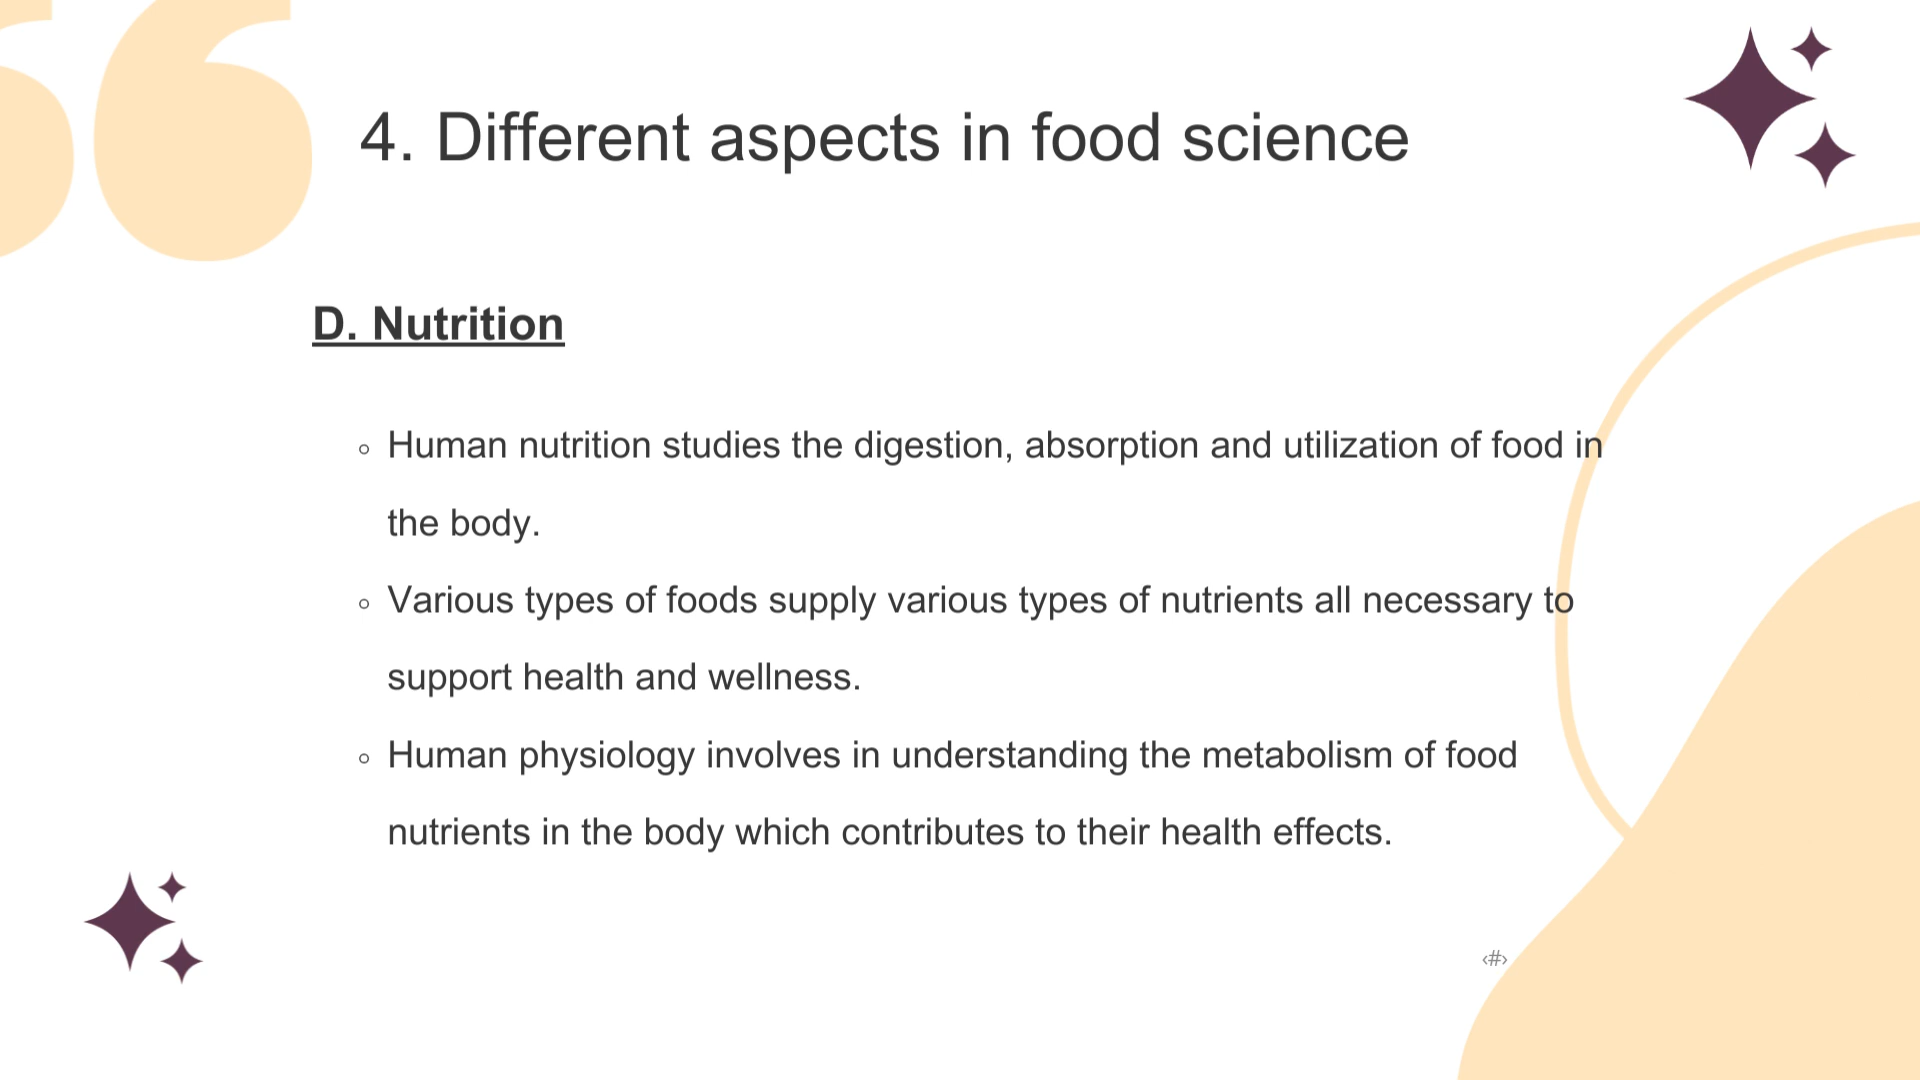 4. Different aspects in food science
D. Nutrition
Human nutrition studies the digestion, absorption and utilization of food in
the body.
Various types of foods supply various types of nutrients all necessary to
support health and wellness.
Human physiology involves in understanding the metabolism of food
nutrients in the body which contributes to their health effects.
‹#›